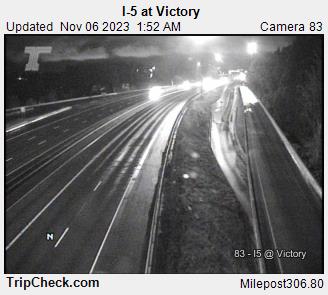 I-5 at Victory
Updated Nov 06 2023 1:52 AM Camera 83
T
N
83 - I5 @ Victory
TripCheck.com Milepost306.80